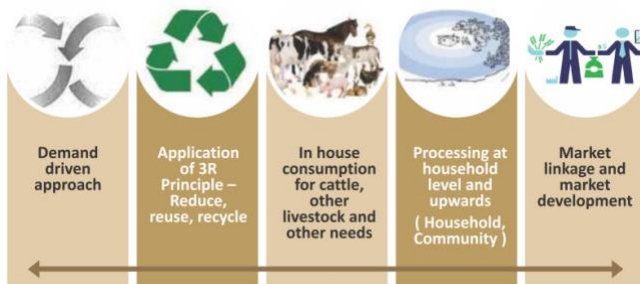 Demand
driven
approach
Application
of 3R
Principle –
Reduce,
reuse, recycle
In house
consumption
for cattle,
other
livestock and
other needs
Processing at
household
level and
upwards
( Household,
Community )
Market
linkage and
market
development